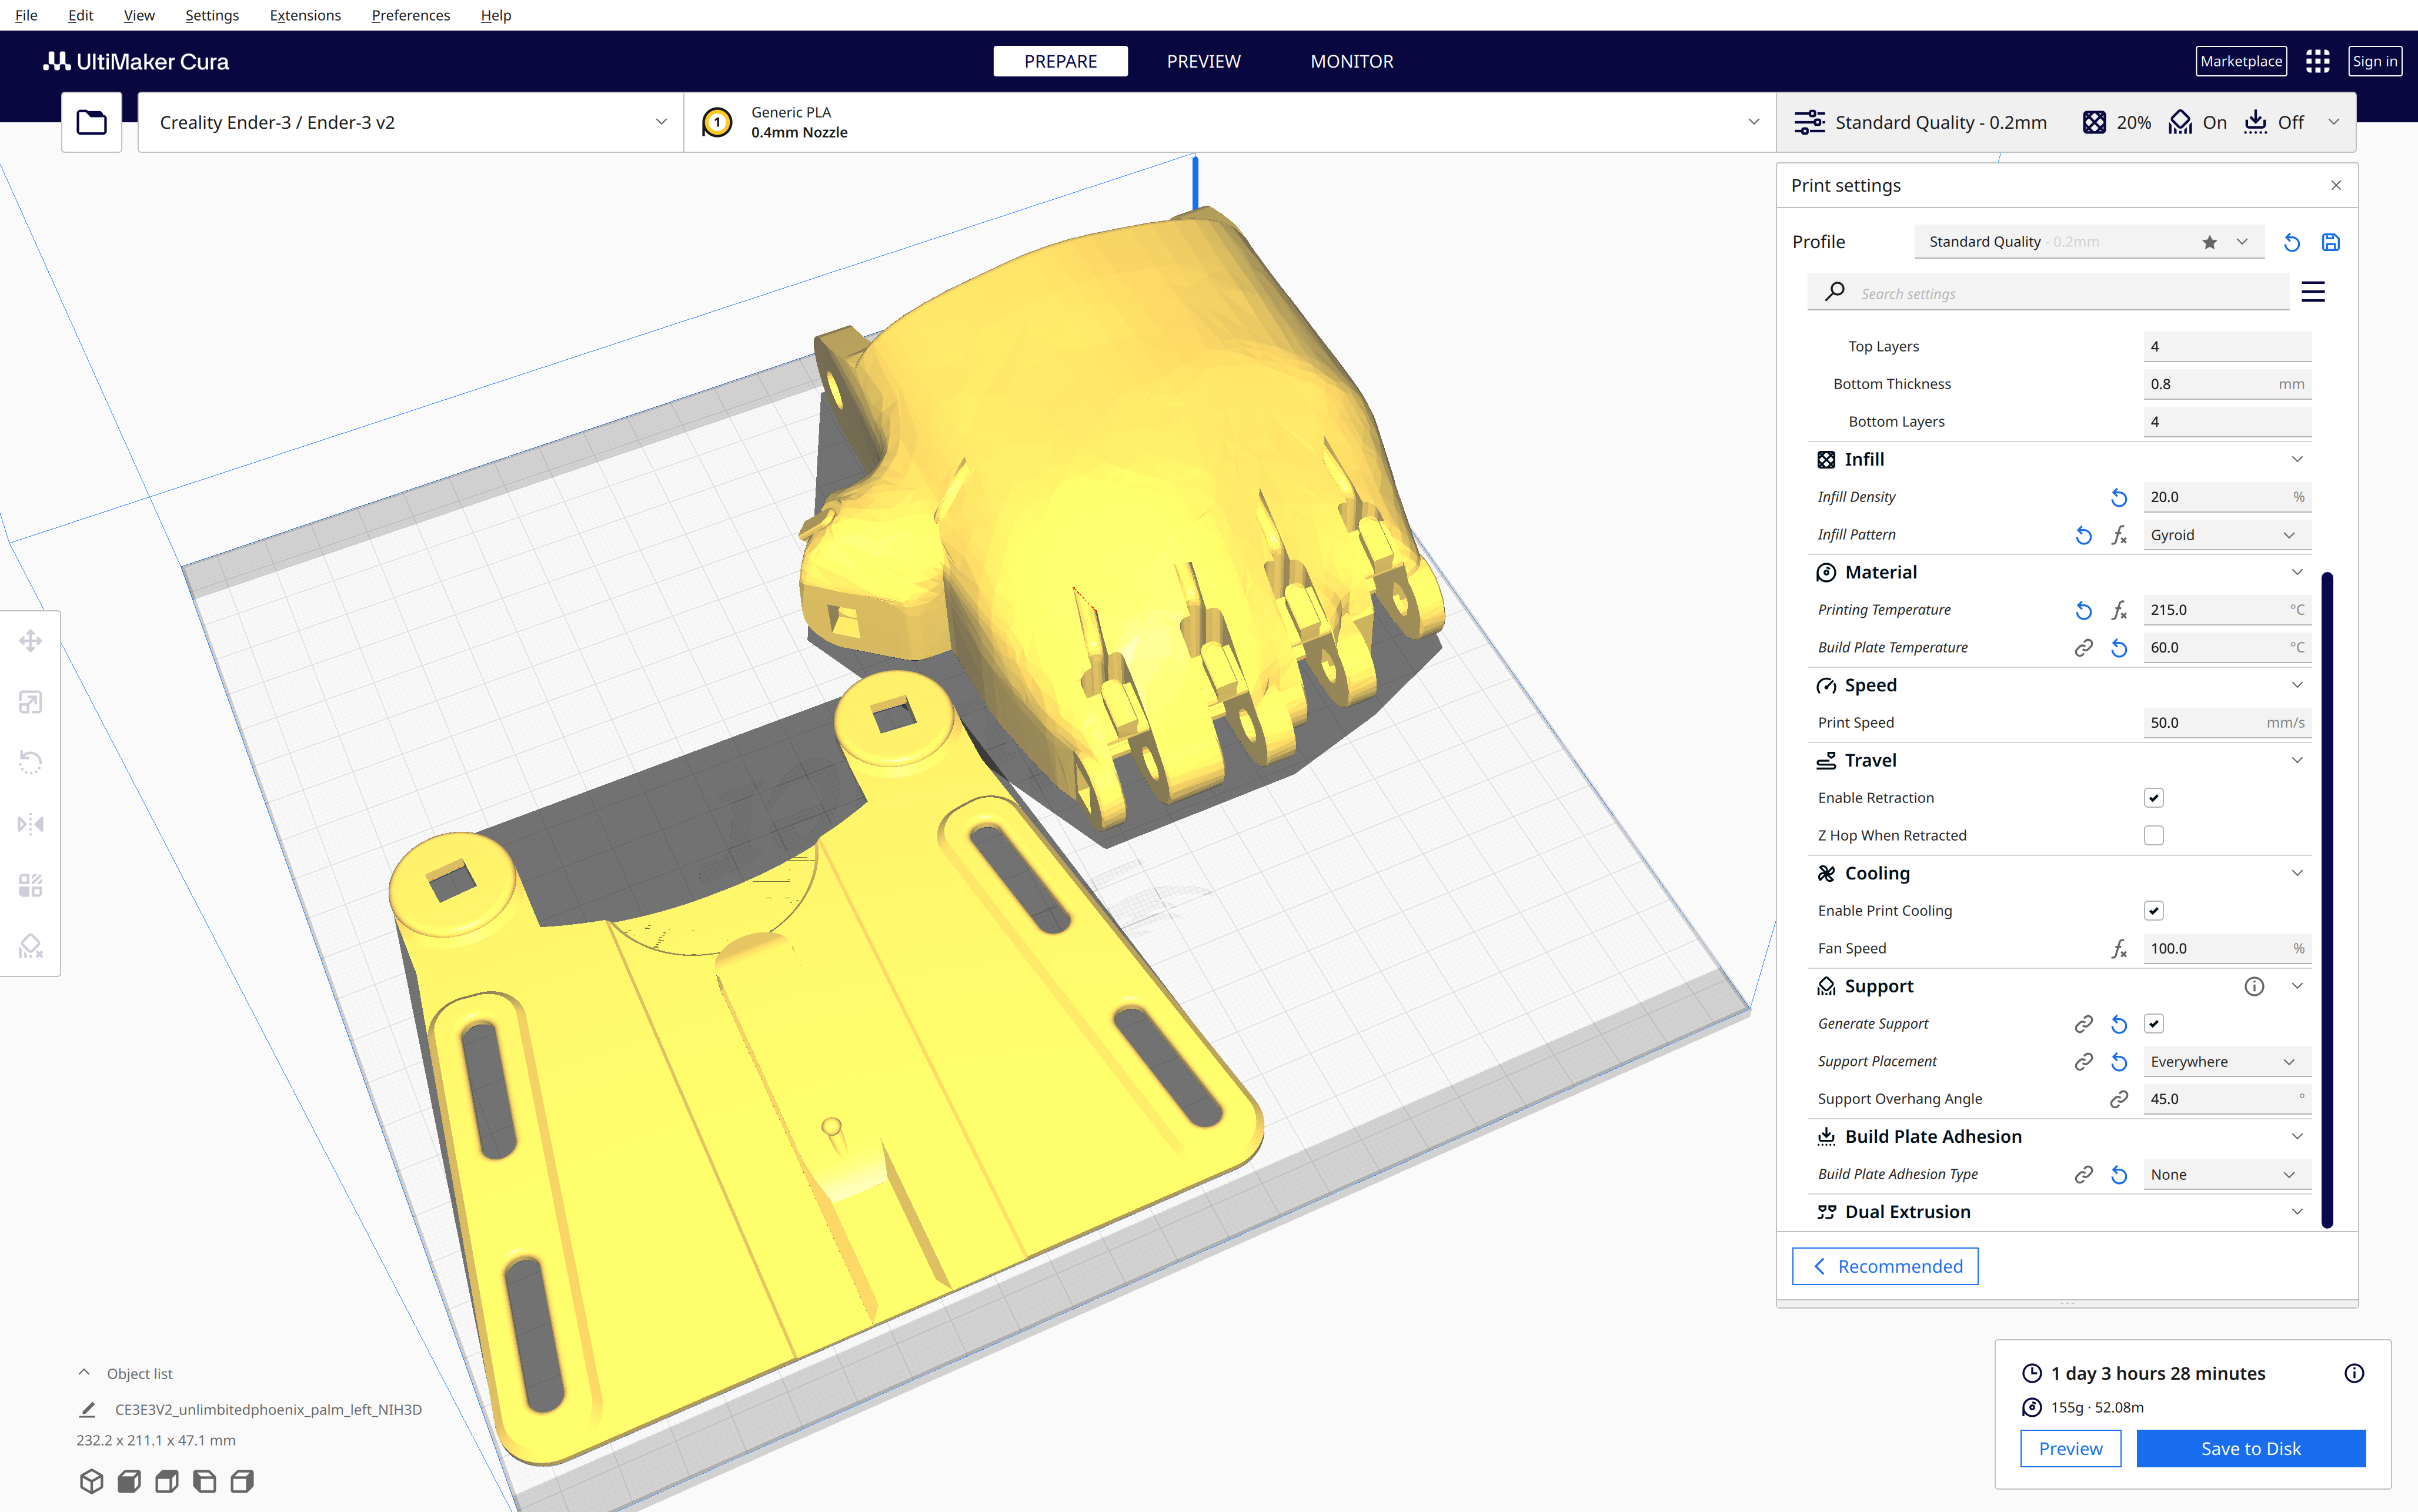 File Edit View Settings Extensions Preferences Help
UltiMaker Cura
PREPARE PREVIEW MONITOR
Marketplace Sign in
Creality Ender-3 / Ender-3 v2
1 Generic PLA
0.4mm Nozzle
Standard Quality - 0.2mm 20% On Off
Print settings
Profile Standard Quality - 0.2mm
Search settings
Top Layers 4
Bottom Thickness 0.8 mm
Bottom Layers 4
Infill
Infill Density 20.0 %
Infill Pattern fx Gyroid
Material
Printing Temperature fx 215.0 °C
Build Plate Temperature 60.0 °C
Speed
Print Speed 50.0 mm/s
Travel
Enable Retraction
Z Hop When Retracted
Cooling
Enable Print Cooling
Fan Speed fx 100.0 %
Support
Generate Support
Support Placement Everywhere
Support Overhang Angle 45.0 °
Build Plate Adhesion
Build Plate Adhesion Type None
Dual Extrusion
Recommended
Object list
CE3E3V2_unlimbitedphoenix_palm_left_NIH3D
232.2 x 211.1 x 47.1 mm
1 day 3 hours 28 minutes
155g · 52.08m
Preview Save to Disk